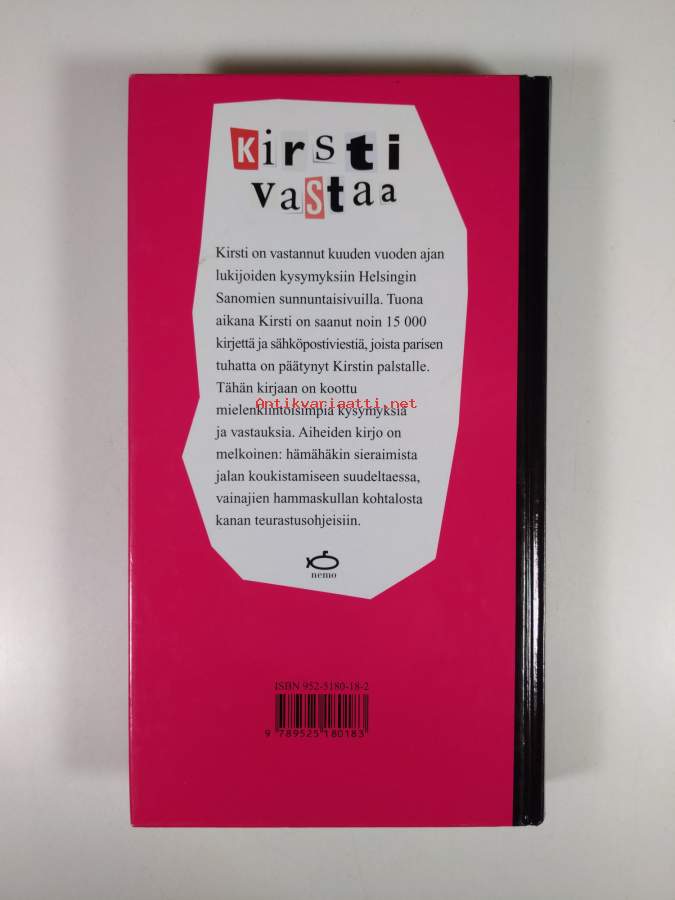 Kirsti
vastaa
Kirsti on vastannut kuuden vuoden ajan
lukijoiden kysymyksiin Helsingin
Sanomien sunnuntaisivuilla. Tuona
aikana Kirsti on saanut noin 15 000
kirjettä ja sähköpostiviestiä, joista parisen
tuhatta on päätynyt Kirstin palstalle.
Tähän kirjaan on koottu
Antikvariaatti.net
mielenkiintoisimpia kysymyksiä
ja vastauksia. Aiheiden kirjo on
melkoinen: hämähäkin sieraimista
jalan koukistamiseen suudeltaessa,
vainajien hammaskullan kohtalosta
kanan teurastusohjeisiin.
nemo
ISBN 952-5180-18-2
9 789525 180183